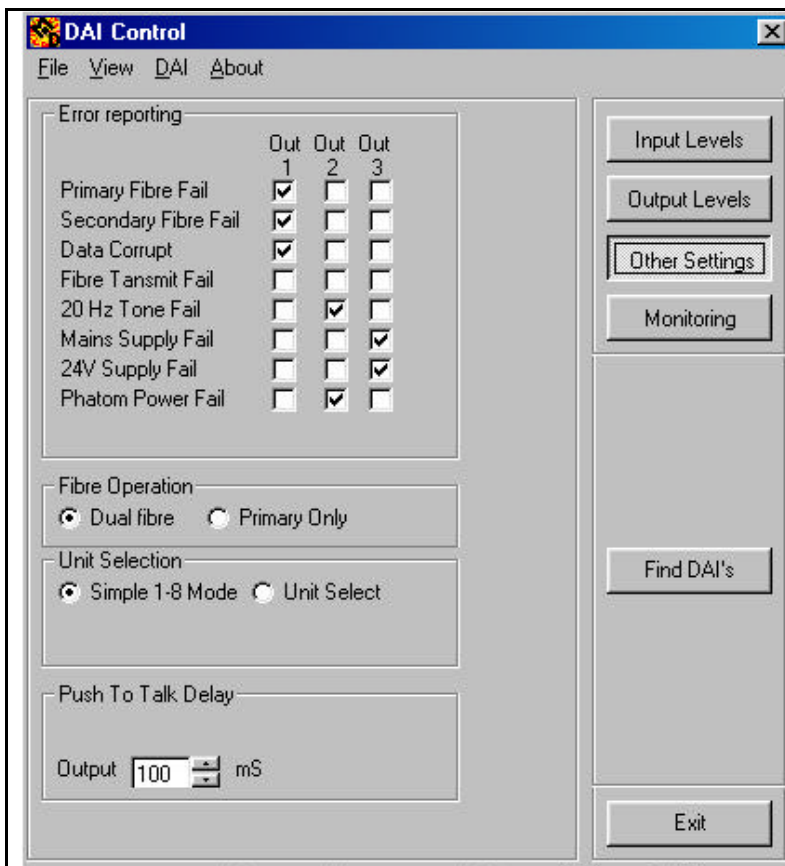 DAI Control
File View DAI About
Error reporting
Out Out Out
1 2 3
Primary Fibre Fail
Secondary Fibre Fail
Data Corrupt
Fibre Tansmit Fail
20 Hz Tone Fail
Mains Supply Fail
24V Supply Fail
Phatom Power Fail
Fibre Operation
Dual fibre Primary Only
Unit Selection
Simple 1-8 Mode Unit Select
Push To Talk Delay
Output 100 mS
Input Levels
Output Levels
Other Settings
Monitoring
Find DAI's
Exit